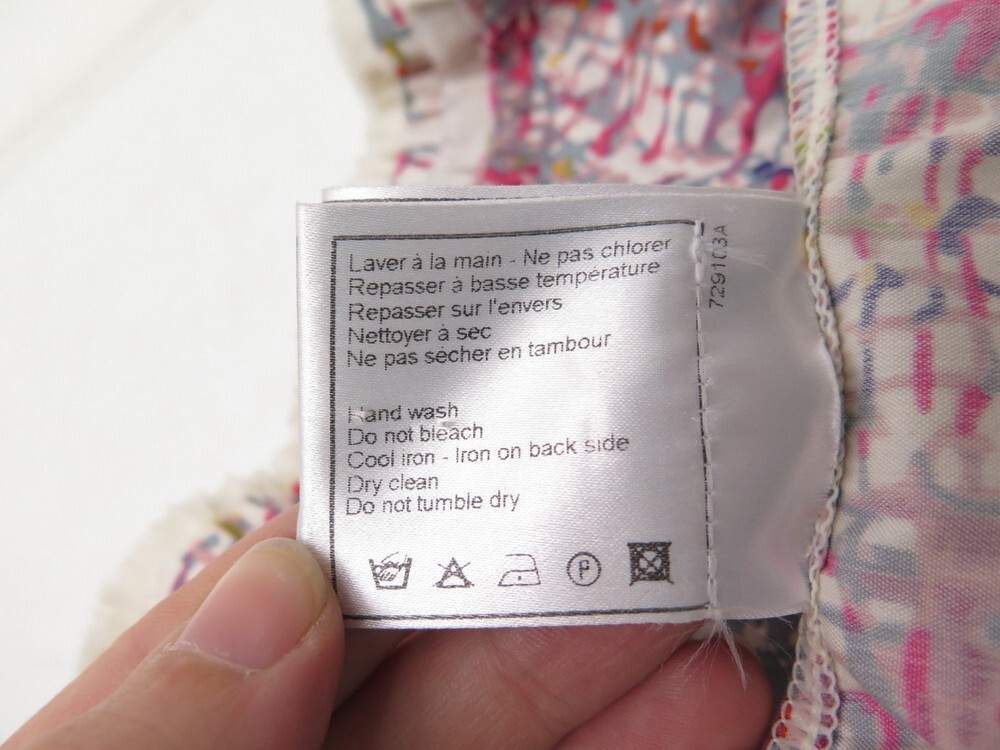 Laver à la main - Ne pas chlorer
Repasser à basse température
Repasser sur l'envers
Nettoyer à sec
Ne pas sécher en tambour
Hand wash
Do not bleach
Cool iron - Iron on back side
Dry clean
Do not tumble dry
P
729103A